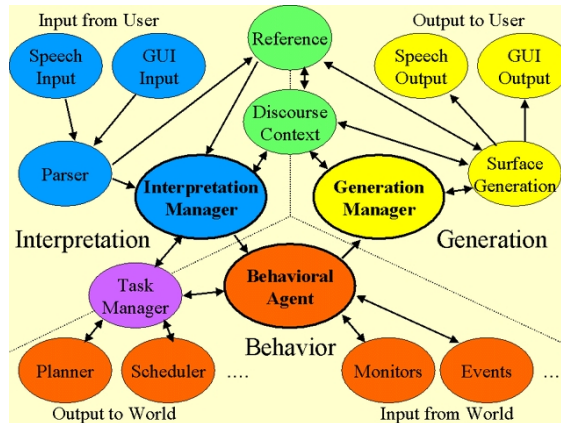 Input from User
Output to User
Speech
Input
GUI
Input
Reference
Speech
Output
GUI
Output
Discourse
Context
Parser
Surface
Generation
Interpretation
Manager
Generation
Manager
Interpretation
Generation
Task
Manager
Behavioral
Agent
Behavior
Planner
Scheduler
....
Monitors
Events
...
Output to World
Input from World